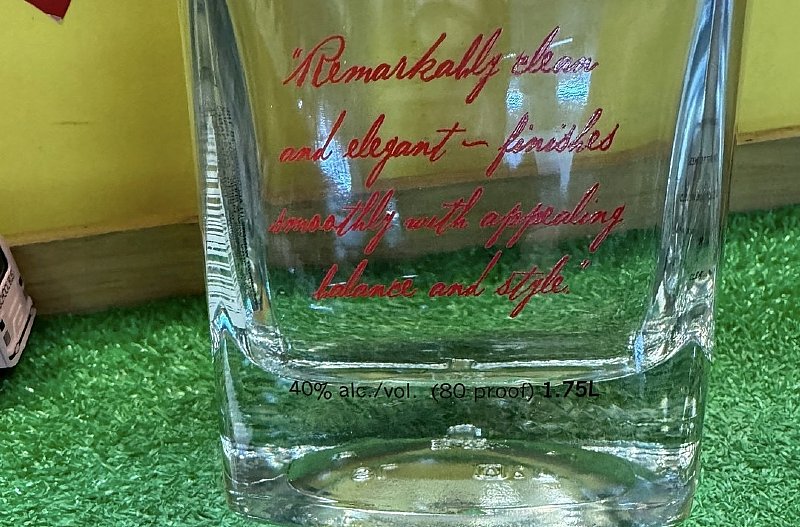 "Remarkably clean
and elegant – finishes
smoothly with appealing
balance and style."
40% alc./vol. (80 proof) 1.75L